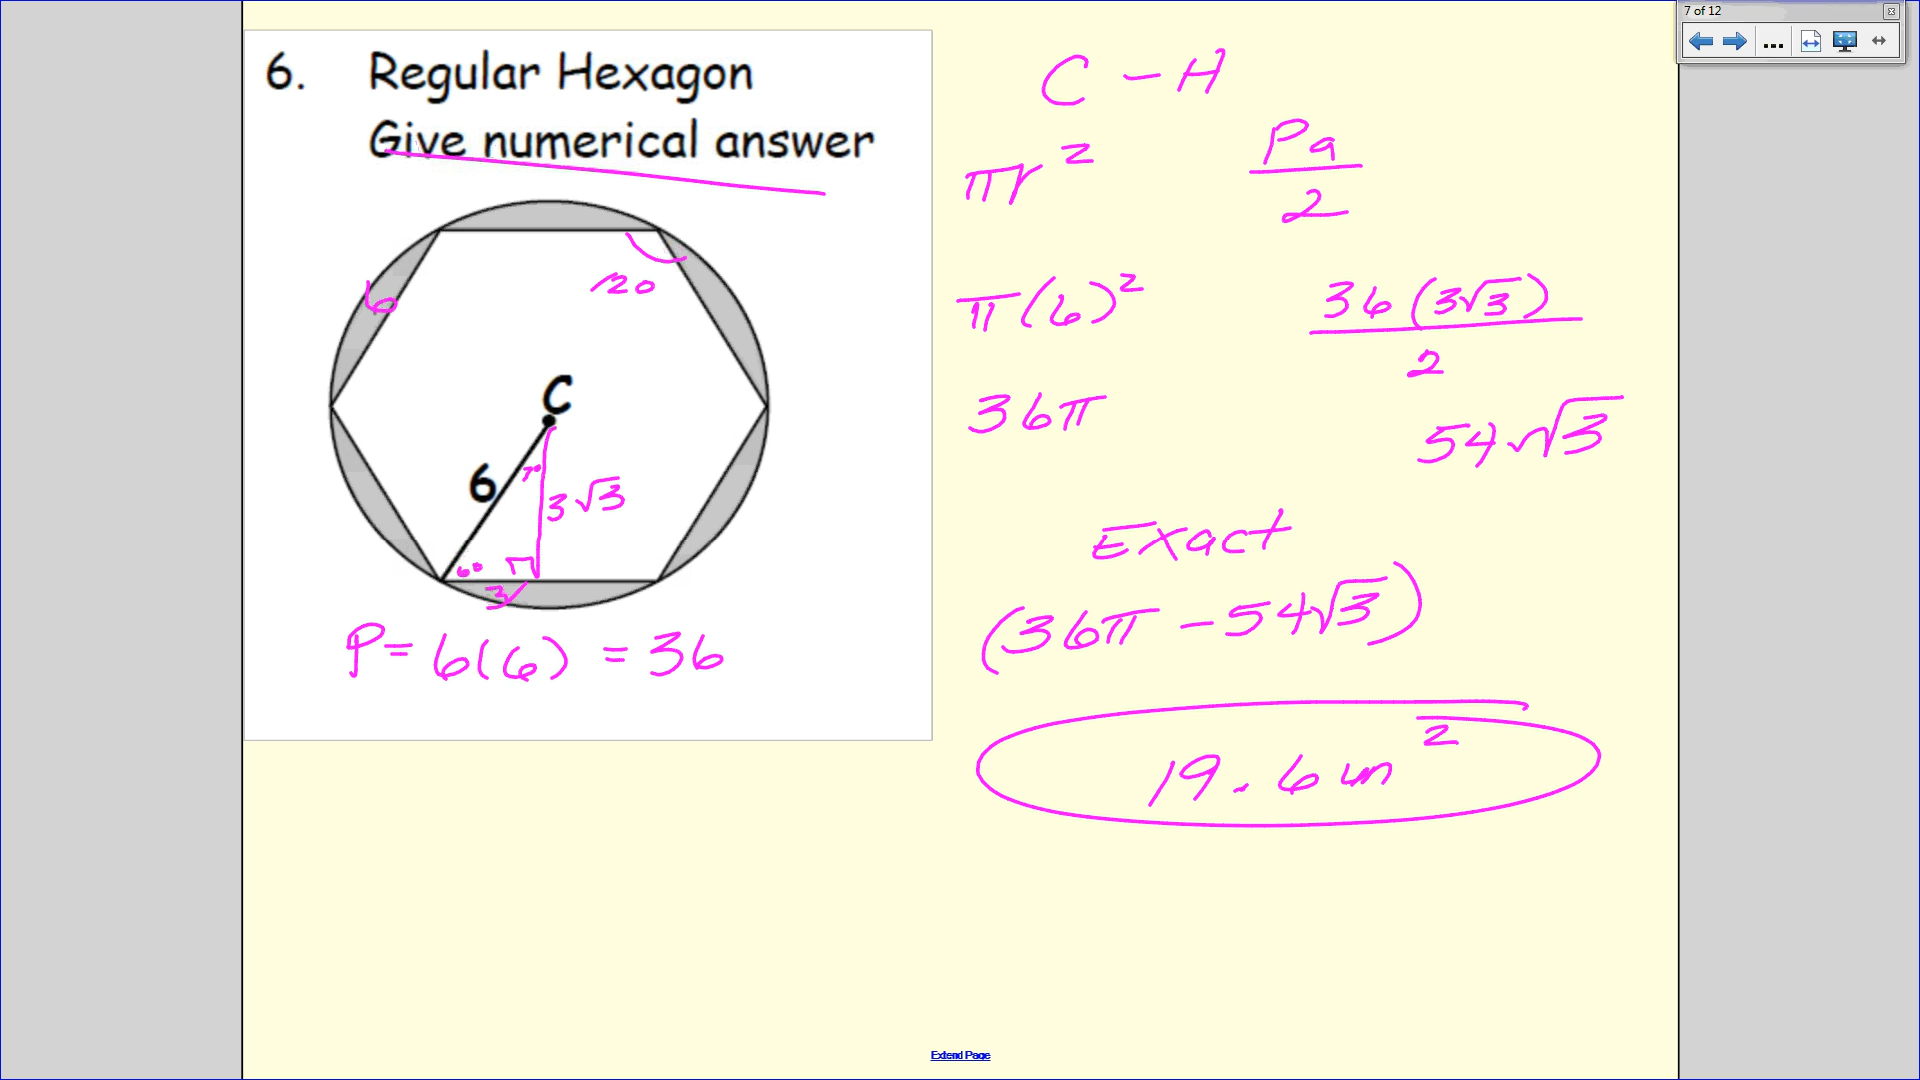 7 of 12
6. Regular Hexagon
Give numerical answer
6
120
C
6
30
3√3
60
3
P = 6(6) = 36
C - H
πr² Pa/2
π(6)² 36(3√3)/2
36π 54√3
Exact
(36π - 54√3)
19.6 un²
Extend Page